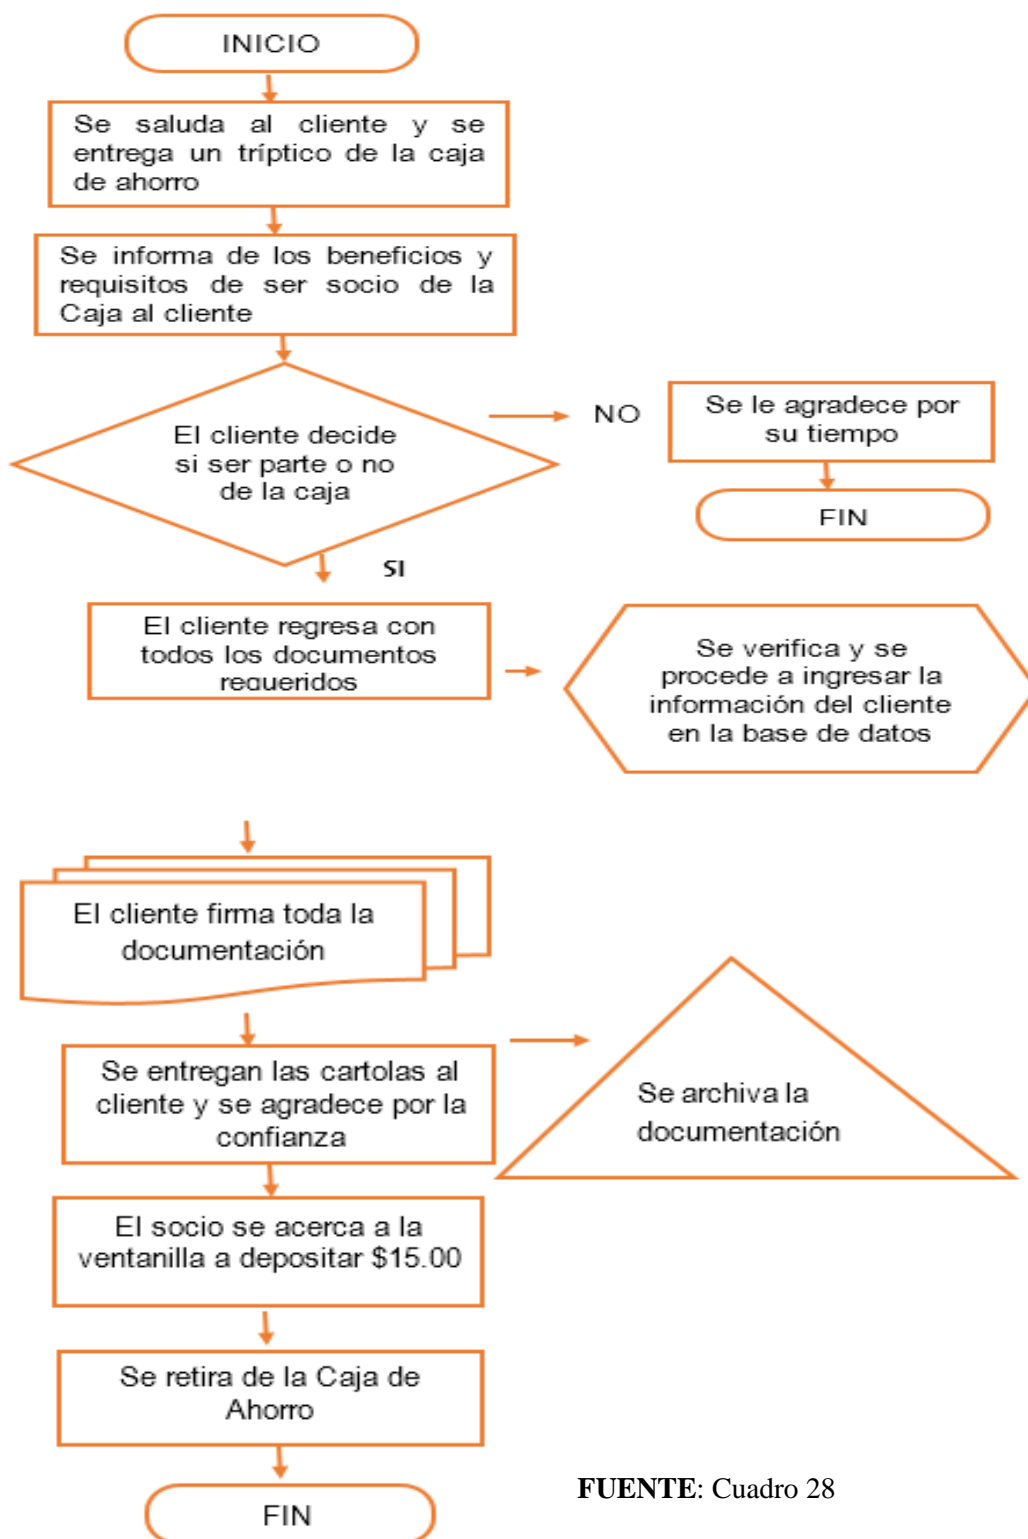 INICIO
Se saluda al cliente y se
entrega un tríptico de la caja
de ahorro
Se informa de los beneficios y
requisitos de ser socio de la
Caja al cliente
El cliente decide
si ser parte o no
de la caja
NO
Se le agradece por
su tiempo
FIN
SI
El cliente regresa con
todos los documentos
requeridos
Se verifica y se
procede a ingresar la
información del cliente
en la base de datos
El cliente firma toda la
documentación
Se entregan las cartolas al
cliente y se agradece por la
confianza
Se archiva la
documentación
El socio se acerca a la
ventanilla a depositar $15.00
Se retira de la Caja de
Ahorro
FIN
FUENTE: Cuadro 28